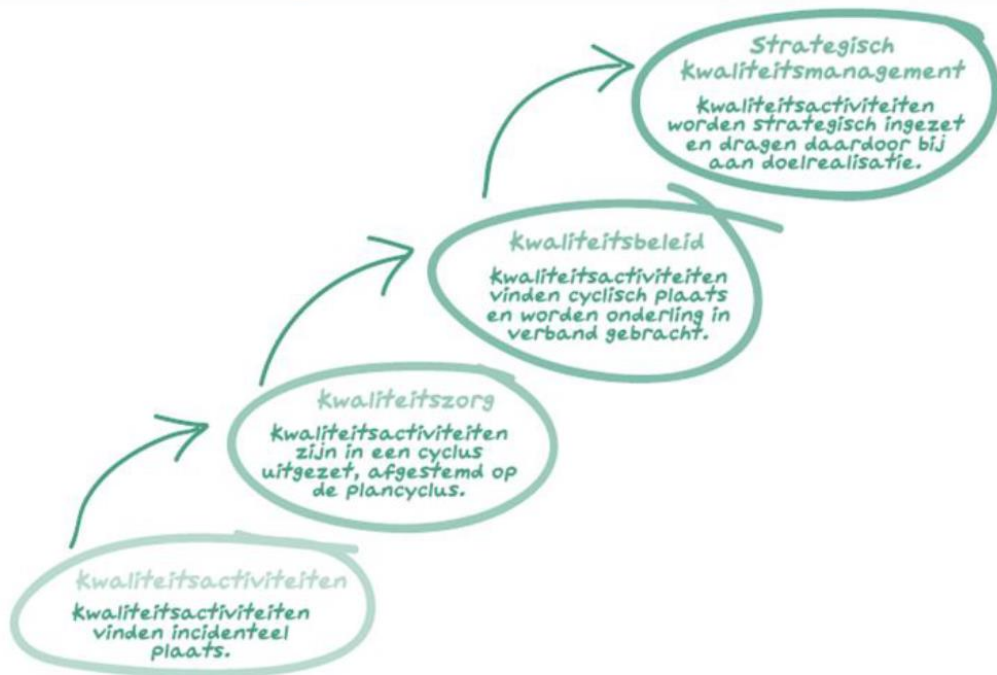 Strategisch
kwaliteitsmanagement
kwaliteitsactiviteiten
worden strategisch ingezet
en dragen daardoor bij
aan doelrealisatie.
kwaliteitsbeleid
kwaliteitsactiviteiten
vinden cyclisch plaats
en worden onderling in
verband gebracht.
kwaliteitszorg
kwaliteitsactiviteiten
zijn in een cyclus
uitgezet, afgestemd op
de plancyclus.
kwaliteitsactiviteiten
kwaliteitsactiviteiten
vinden incidenteel
plaats.